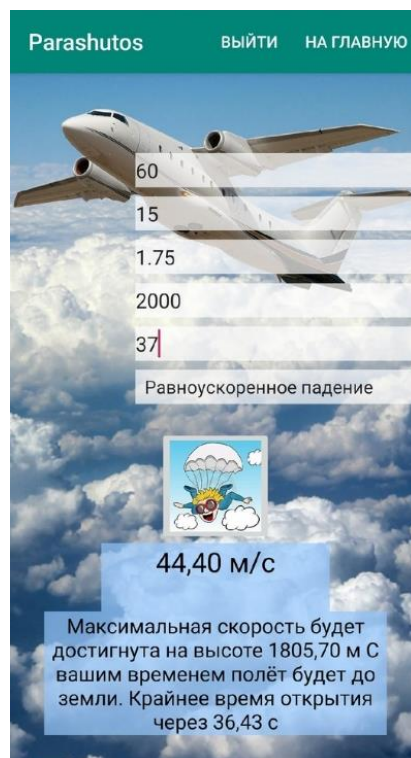 Parashutos ВЫЙТИ НА ГЛАВНУЮ
60
15
1.75
2000
37
Равноускоренное падение
44,40 м/с
Максимальная скорость будет
достигнута на высоте 1805,70 м С
вашим временем полёт будет до
земли. Крайнее время открытия
через 36,43 с